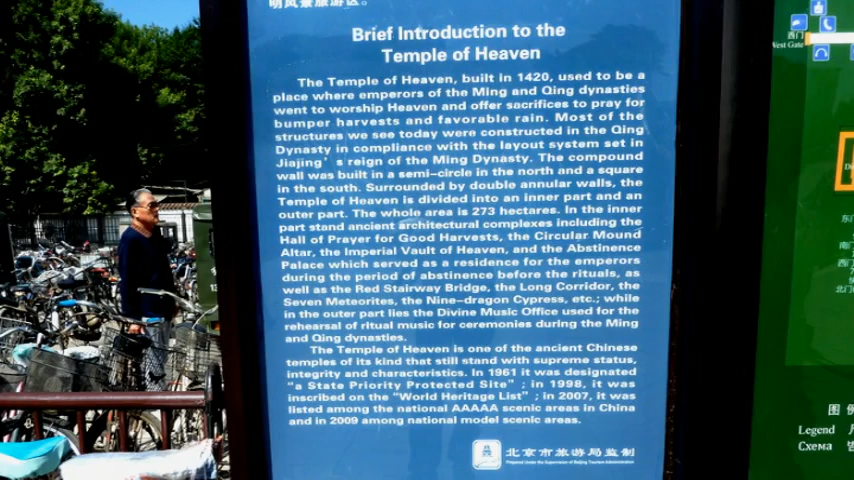 明风景旅游区。
Brief Introduction to the
Temple of Heaven
The Temple of Heaven, built in 1420, used to be a
place where emperors of the Ming and Qing dynasties
went to worship Heaven and offer sacrifices to pray for
bumper harvests and favorable rain. Most of the
structures we see today were constructed in the Qing
Dynasty in compliance with the layout system set in
Jiajing's reign of the Ming Dynasty. The compound
wall was built in a semi-circle in the north and a square
in the south. Surrounded by double annular walls, the
Temple of Heaven is divided into an inner part and an
outer part. The whole area is 273 hectares. In the inner
part stand ancient architectural complexes including the
Hall of Prayer for Good Harvests, the Circular Mound
Altar, the Imperial Vault of Heaven, and the Abstinence
Palace which served as a residence for the emperors
during the period of abstinence before the rituals, as
well as the Red Stairway Bridge, the Long Corridor, the
Seven Meteorites, the Nine-dragon Cypress, etc.; while
in the outer part lies the Divine Music Office used for the
rehearsal of ritual music for ceremonies during the Ming
and Qing dynasties.
The Temple of Heaven is one of the ancient Chinese
temples of its kind that still stand with supreme status,
integrity and characteristics. In 1961 it was designated
"a State Priority Protected Site" ; in 1998, it was
inscribed on the "World Heritage List" ; in 2007, it was
listed among the national AAAAA scenic areas in China
and in 2009 among national model scenic areas.
北京市旅游局监制
Prepared Under the Supervision of Beijing Tourism Administration
西门
West Gate
图 例
Legend
Схема